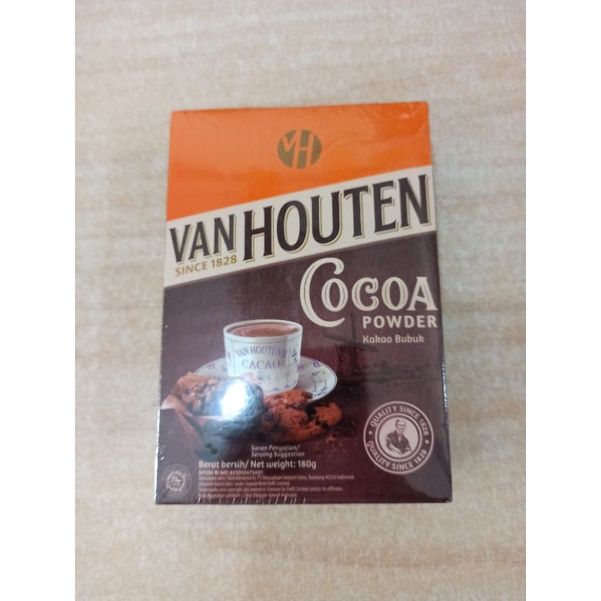 VH
VAN HOUTEN
SINCE 1828
COCOA
POWDER
Kakao Bubuk
VAN HOUTEN'S
CACAO
QUALITY SINCE 1828
QUALITY SINCE 1828
Saran Penyajian/
Serving Suggestion
Berat bersih/ Net weight: 180g